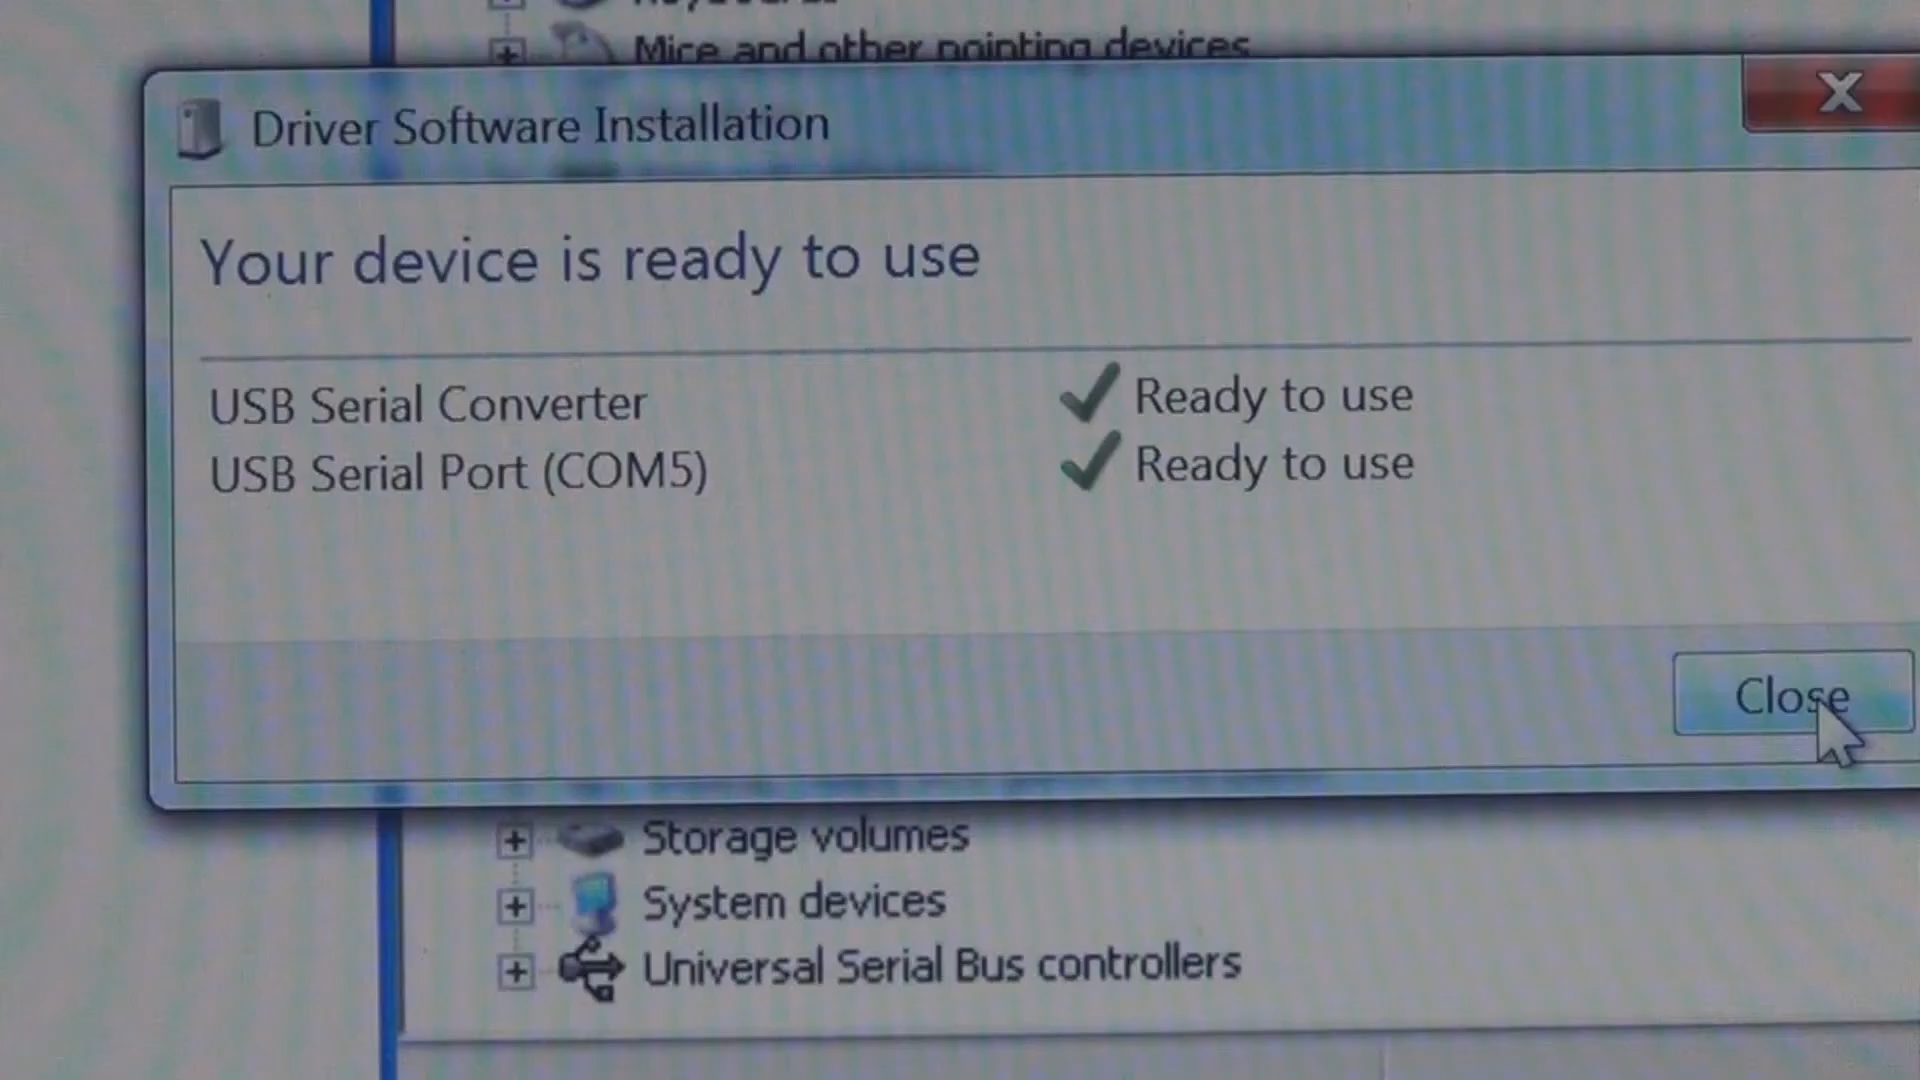 Mice and other pointing devices
Driver Software Installation
Your device is ready to use
USB Serial Converter Ready to use
USB Serial Port (COM5) Ready to use
Close
Storage volumes
System devices
Universal Serial Bus controllers